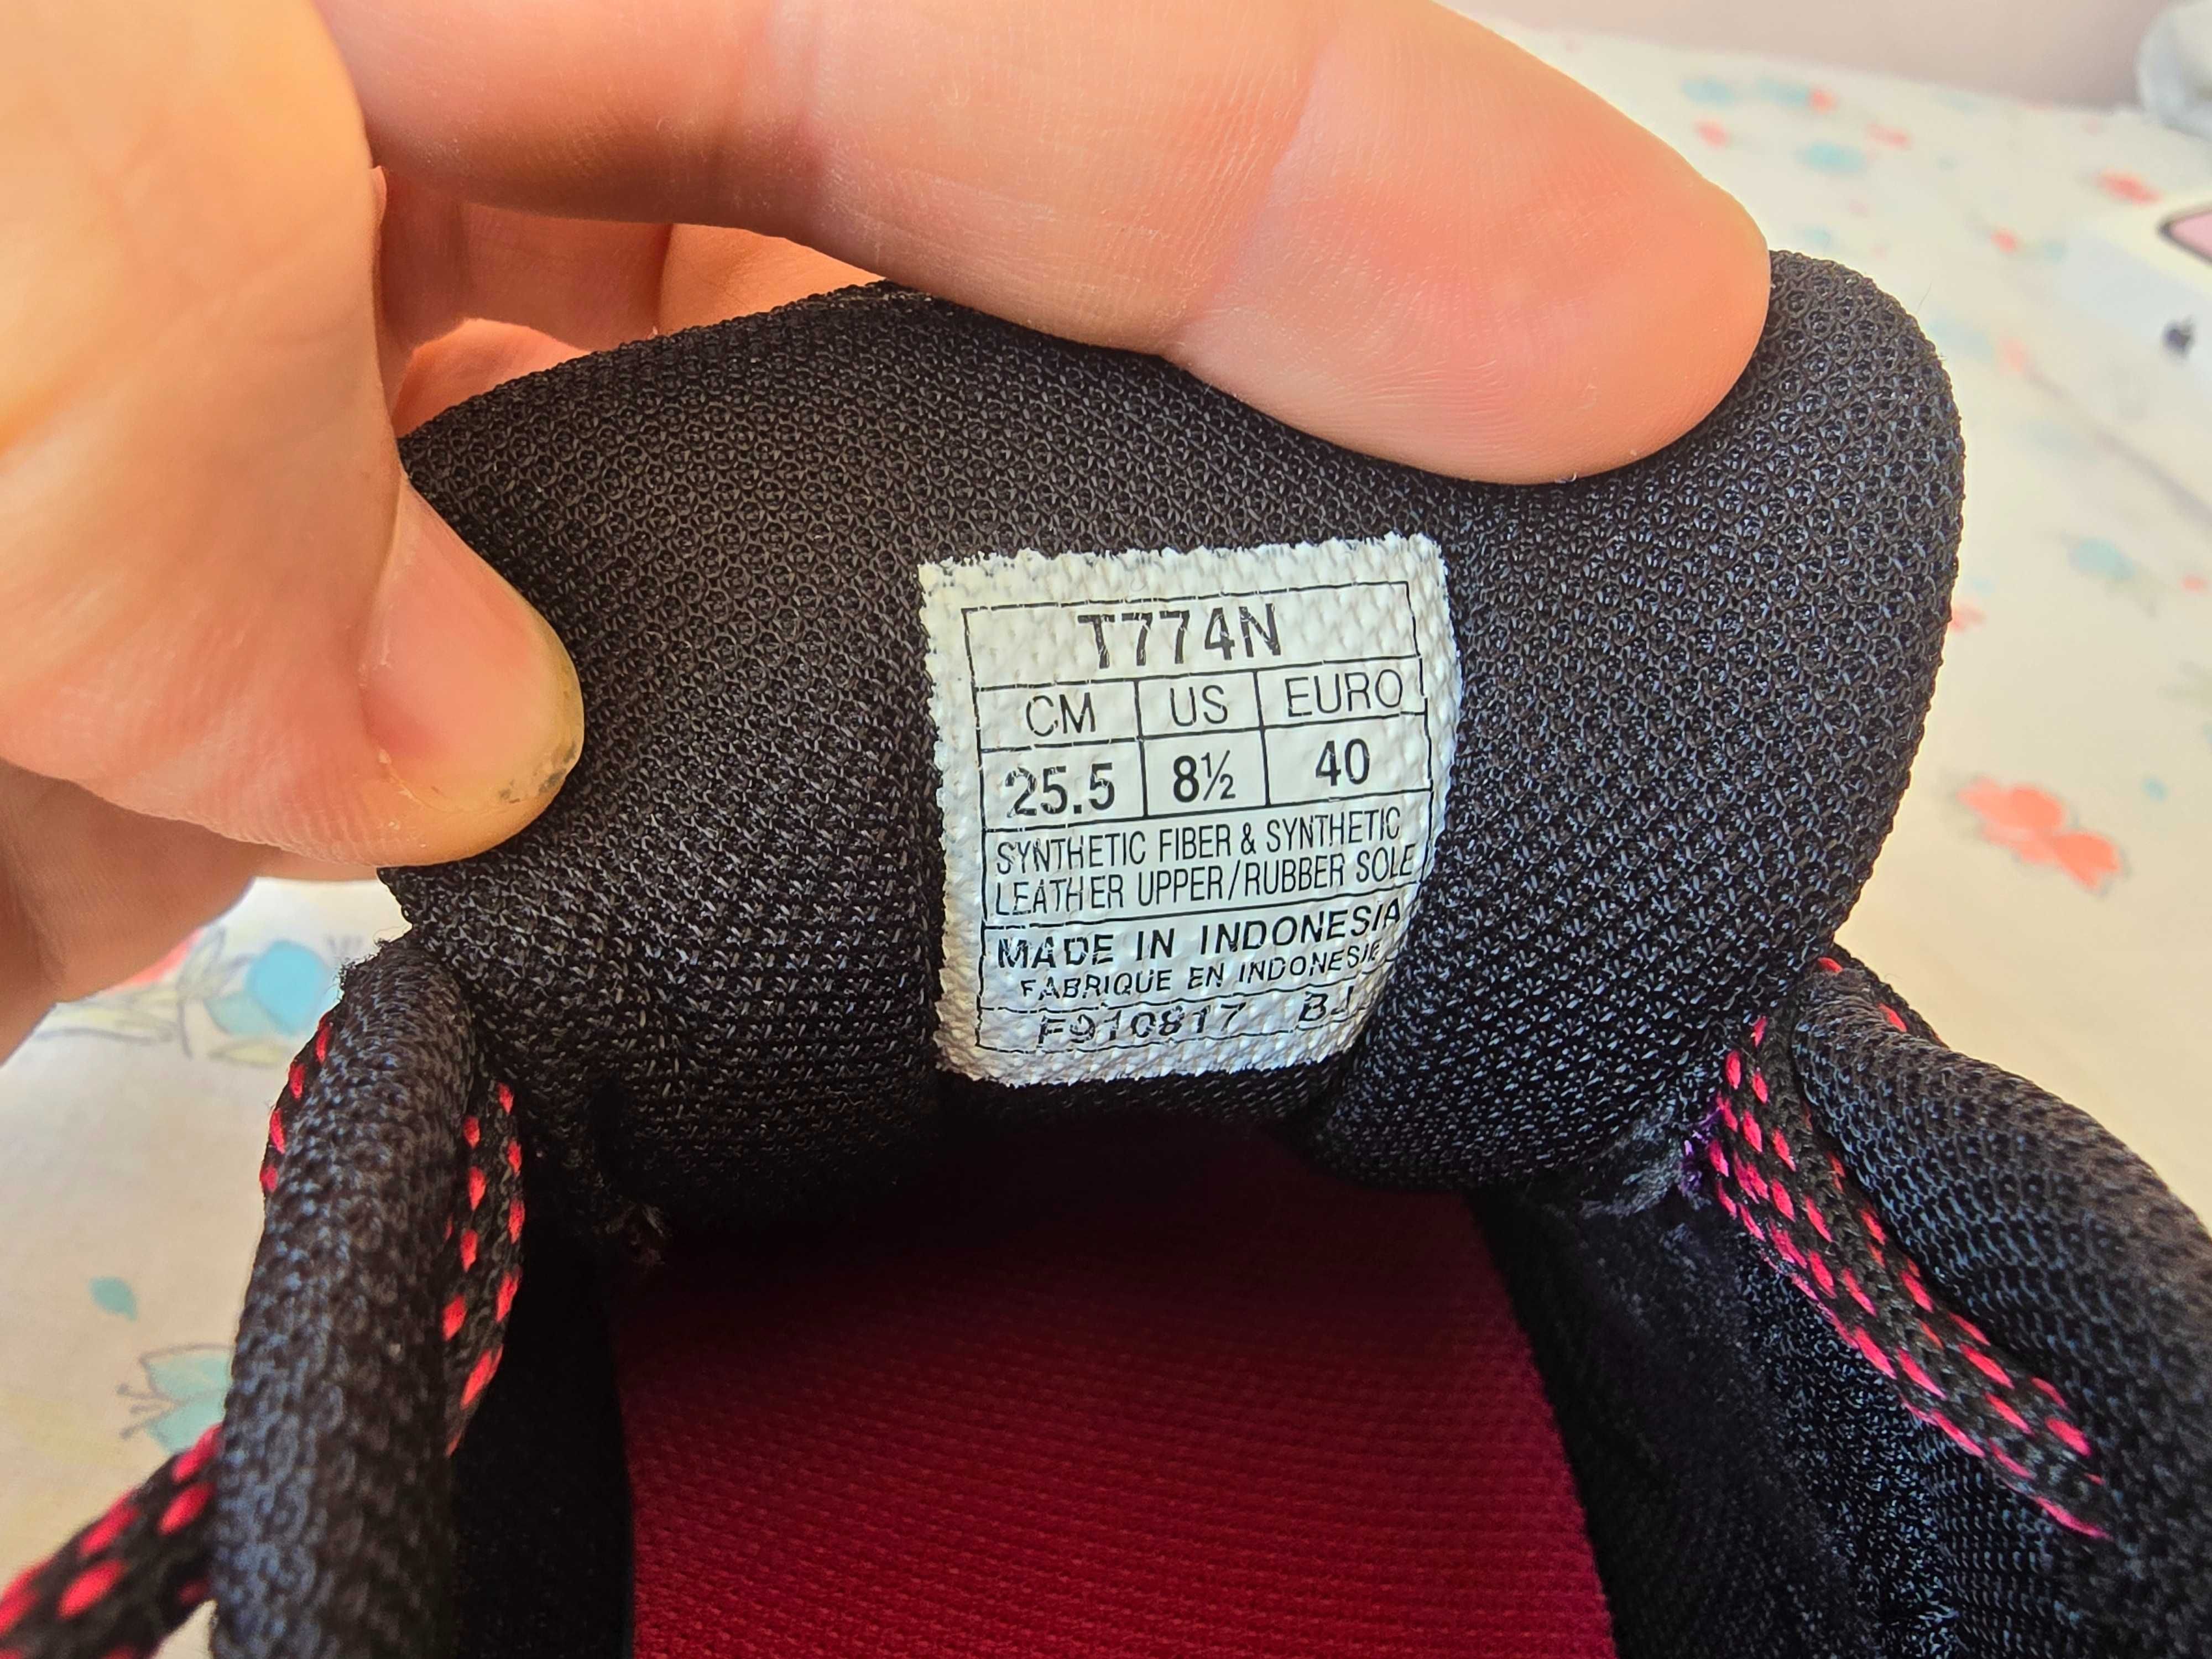 T774N
CM US EURO
25.5 8½ 40
SYNTHETIC FIBER & SYNTHETIC
LEATHER UPPER/RUBBER SOLE
MADE IN INDONESIA
FABRIQUE EN INDONESIE
F910817